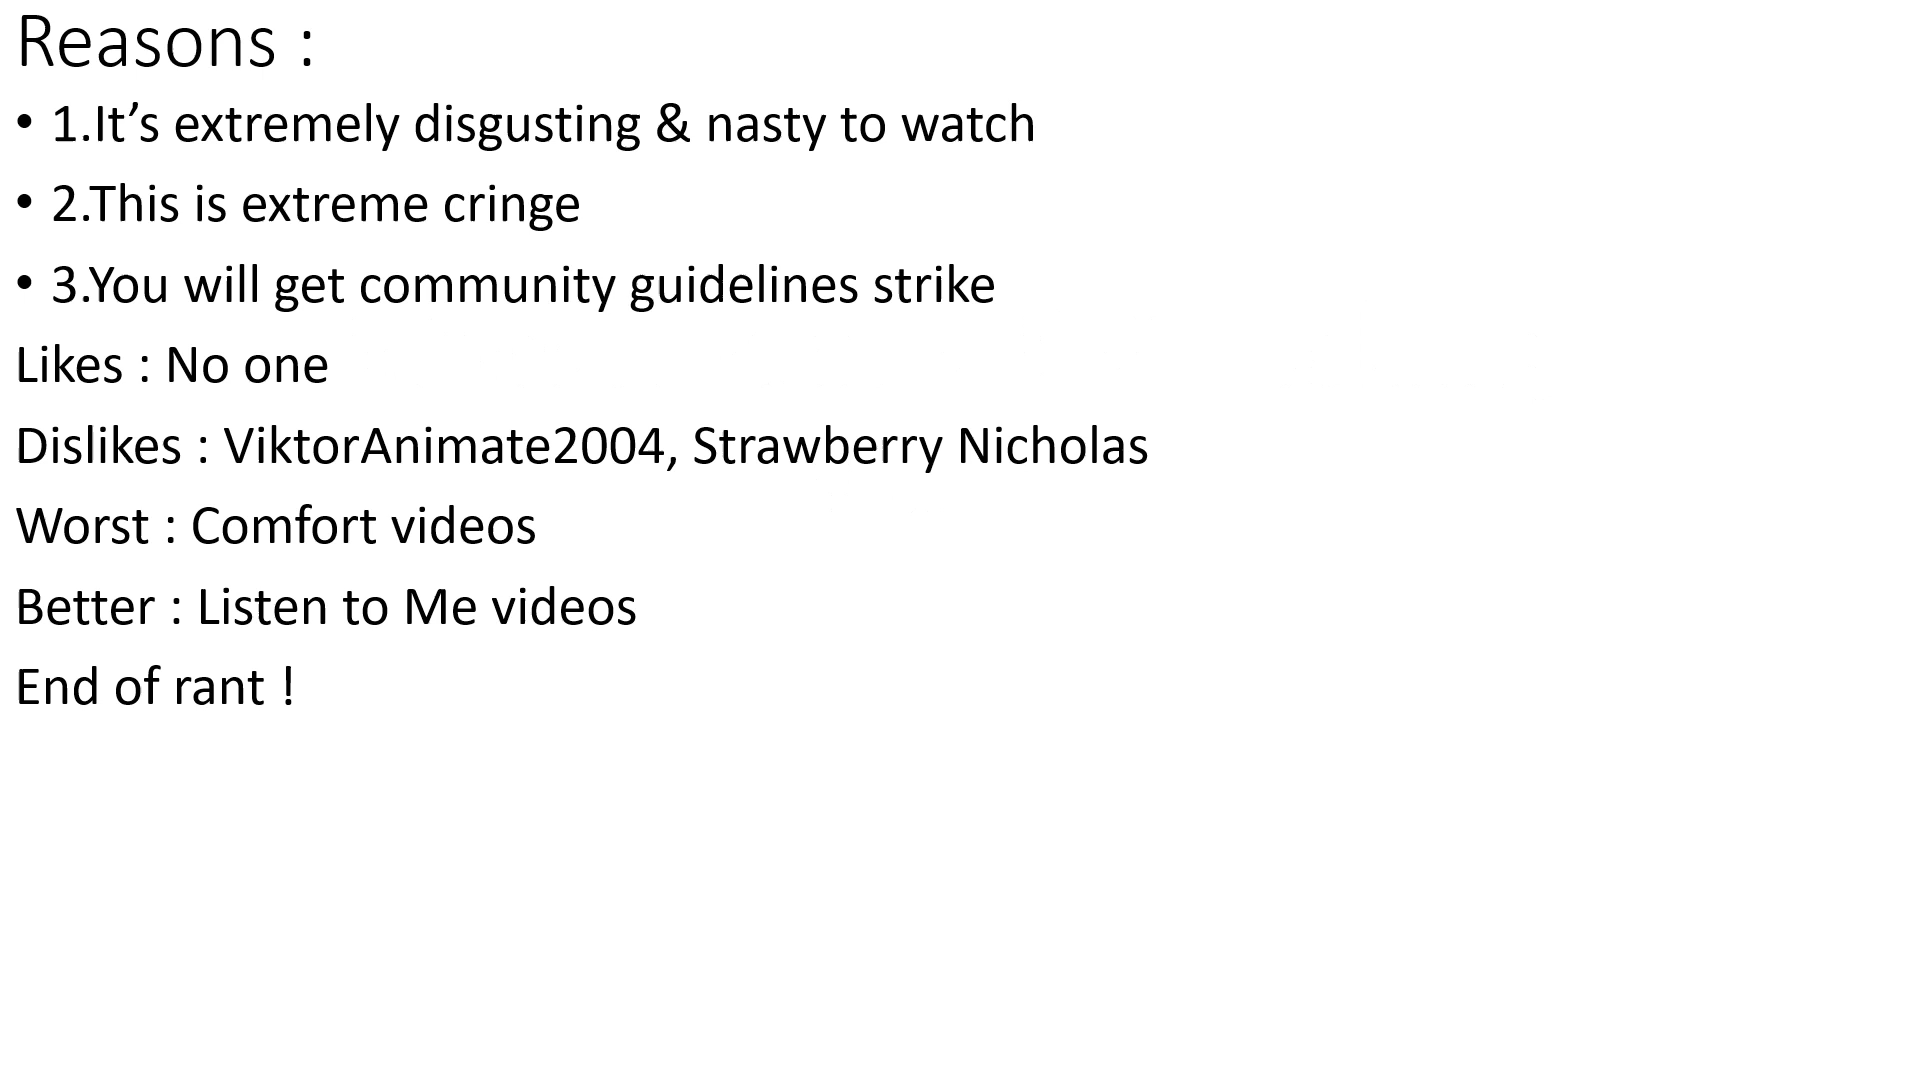 Reasons :
• 1.It’s extremely disgusting & nasty to watch
• 2.This is extreme cringe
• 3.You will get community guidelines strike
Likes : No one
Dislikes : ViktorAnimate2004, Strawberry Nicholas
Worst : Comfort videos
Better : Listen to Me videos
End of rant !